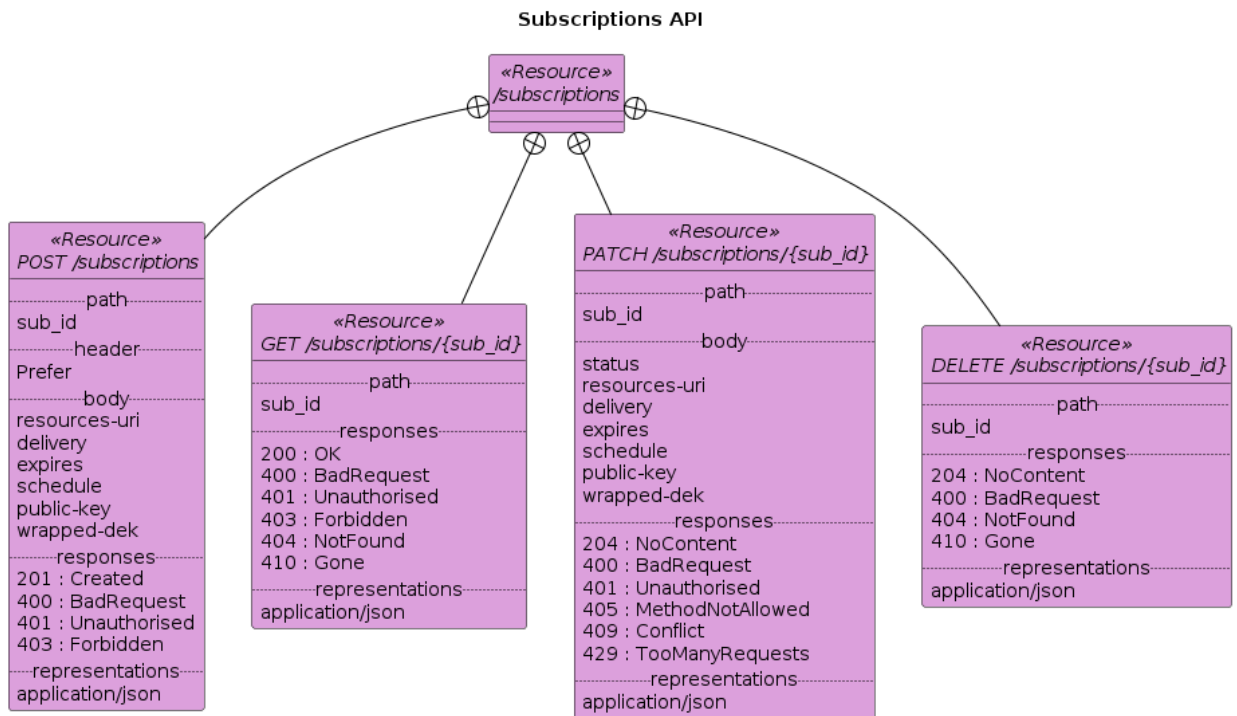 Subscriptions API
«Resource»
/subscriptions
«Resource»
POST /subscriptions
path
sub_id
header
Prefer
body
resources-uri
delivery
expires
schedule
public-key
wrapped-dek
responses
201 : Created
400 : BadRequest
401 : Unauthorised
403 : Forbidden
representations
application/json
«Resource»
GET /subscriptions/{sub_id}
path
sub_id
responses
200 : OK
400 : BadRequest
401 : Unauthorised
403 : Forbidden
404 : NotFound
410 : Gone
representations
application/json
«Resource»
PATCH /subscriptions/{sub_id}
path
sub_id
body
status
resources-uri
delivery
expires
schedule
public-key
wrapped-dek
responses
204 : NoContent
400 : BadRequest
401 : Unauthorised
405 : MethodNotAllowed
409 : Conflict
429 : TooManyRequests
representations
application/json
«Resource»
DELETE /subscriptions/{sub_id}
path
sub_id
responses
204 : NoContent
400 : BadRequest
404 : NotFound
410 : Gone
representations
application/json